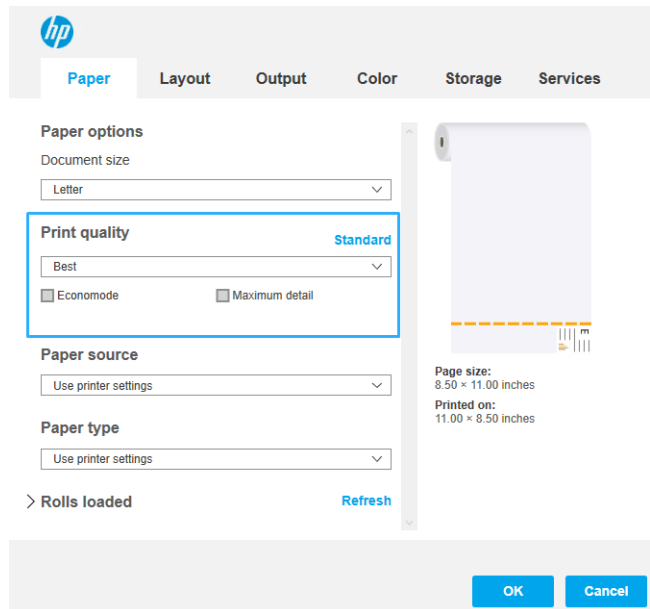 hp
Paper Layout Output Color Storage Services
Paper options
Document size
Letter
Print quality
Standard
Best
Economode Maximum detail
Paper source
Use printer settings
Paper type
Use printer settings
Rolls loaded Refresh
E
Page size:
8.50 × 11.00 inches
Printed on:
11.00 × 8.50 inches
OK Cancel